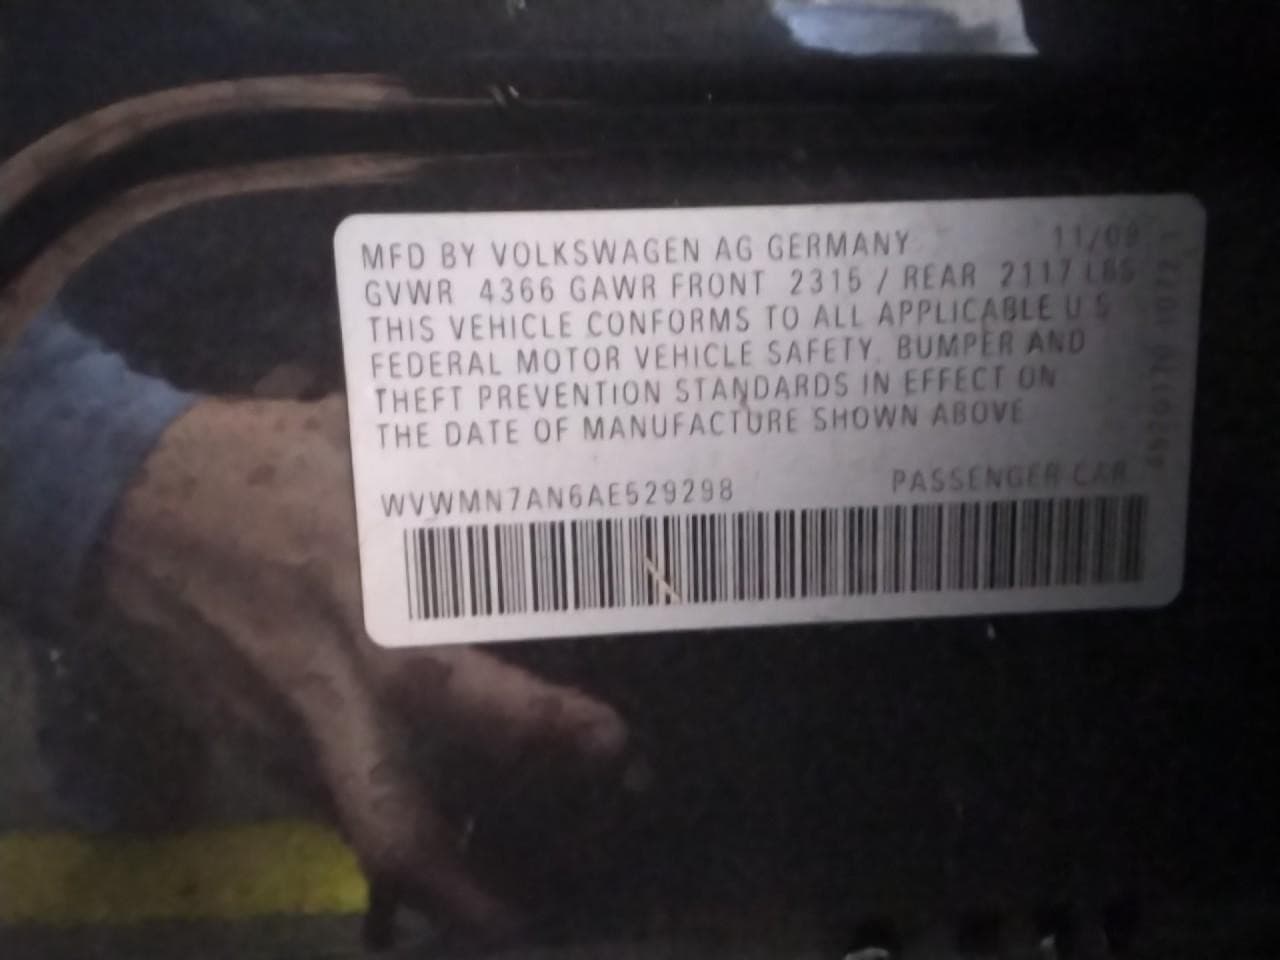 MFD BY VOLKSWAGEN AG GERMANY 11/09
GVWR 4366 GAWR FRONT 2315 / REAR 2117 LBS
THIS VEHICLE CONFORMS TO ALL APPLICABLE U S
FEDERAL MOTOR VEHICLE SAFETY, BUMPER AND
THEFT PREVENTION STANDARDS IN EFFECT ON
THE DATE OF MANUFACTURE SHOWN ABOVE
WVWMN7AN6AE529298 PASSENGER CAR